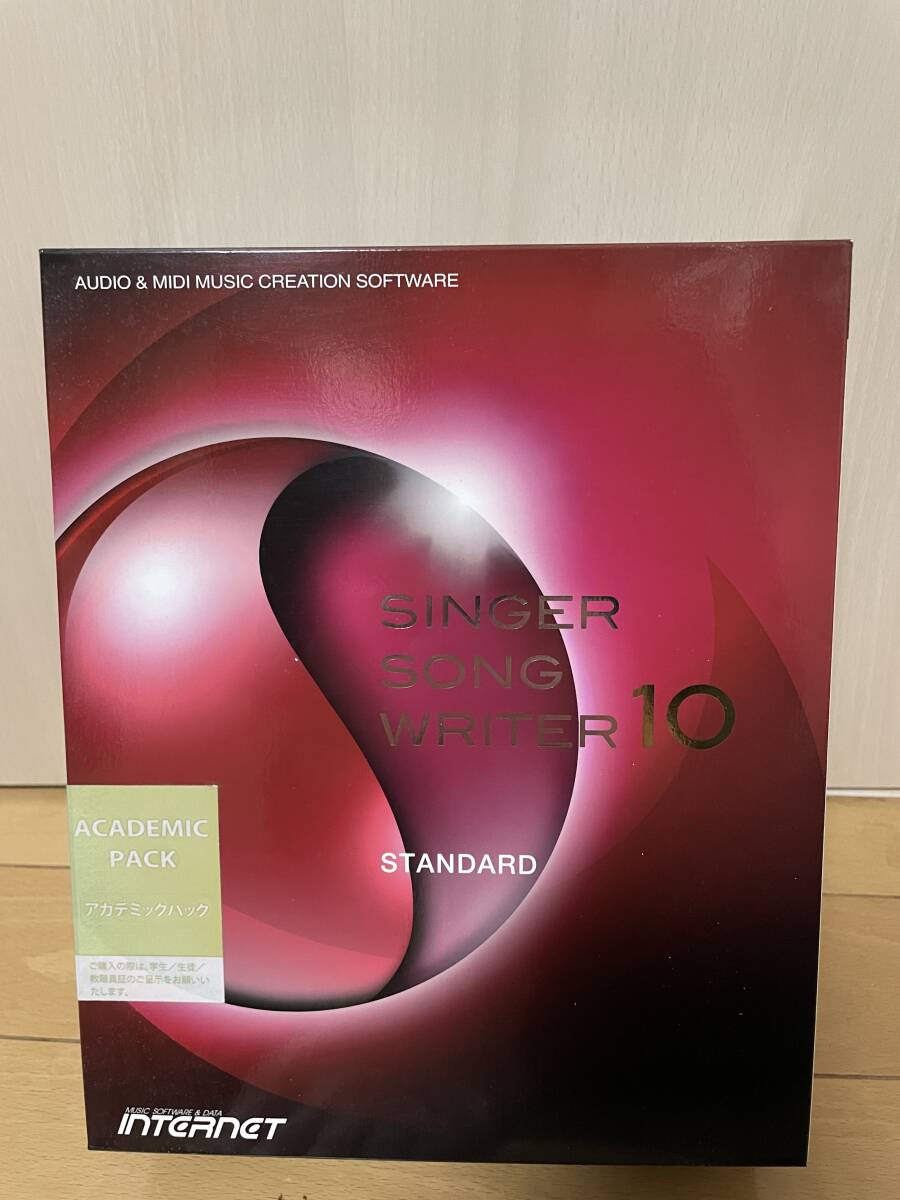 AUDIO & MIDI MUSIC CREATION SOFTWARE
SINGER
SONG
WRITER 10
STANDARD
ACADEMIC
PACK
アカデミックパック
ご購入の際は、学生／生徒／
教職員証のご呈示をお願いい
たします。
MUSIC SOFTWARE & DATA
INTERNET